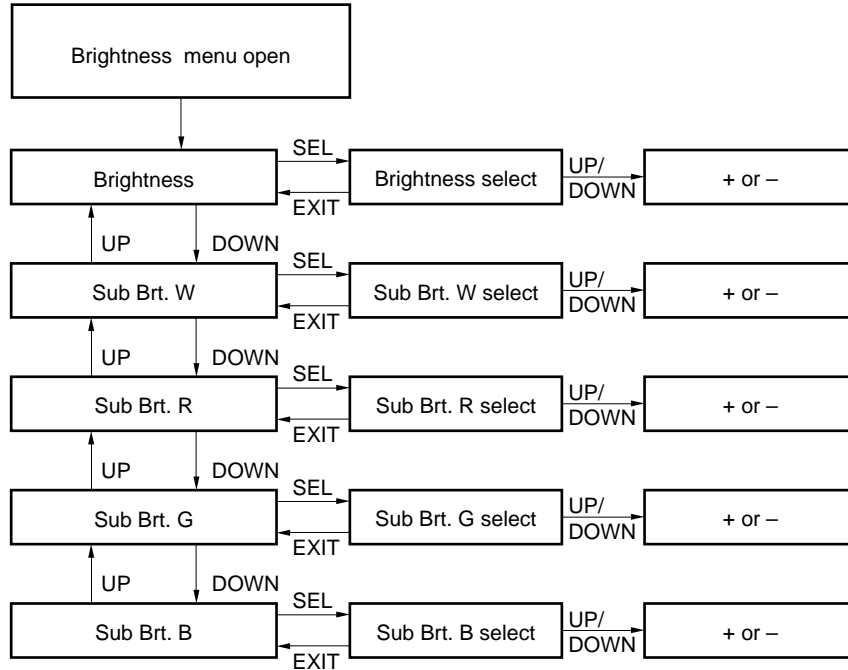 Brightness menu open
SEL
UP/
Brightness
Brightness select
DOWN
+ or –
EXIT
UP
DOWN
SEL
UP/
Sub Brt. W
Sub Brt. W select
DOWN
+ or –
EXIT
UP
DOWN
SEL
UP/
Sub Brt. R
Sub Brt. R select
DOWN
+ or –
EXIT
UP
DOWN
SEL
UP/
Sub Brt. G
Sub Brt. G select
DOWN
+ or –
EXIT
UP
DOWN
SEL
UP/
Sub Brt. B
Sub Brt. B select
DOWN
+ or –
EXIT